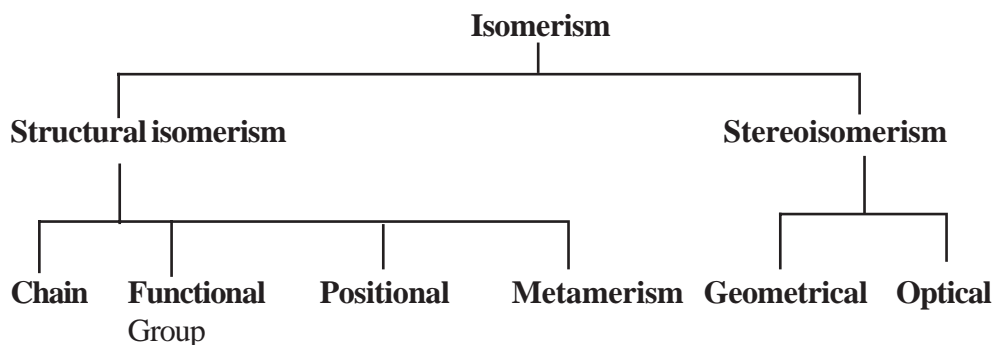 Isomerism
Structural isomerism Stereoisomerism
Chain Functional Positional Metamerism Geometrical Optical
Group